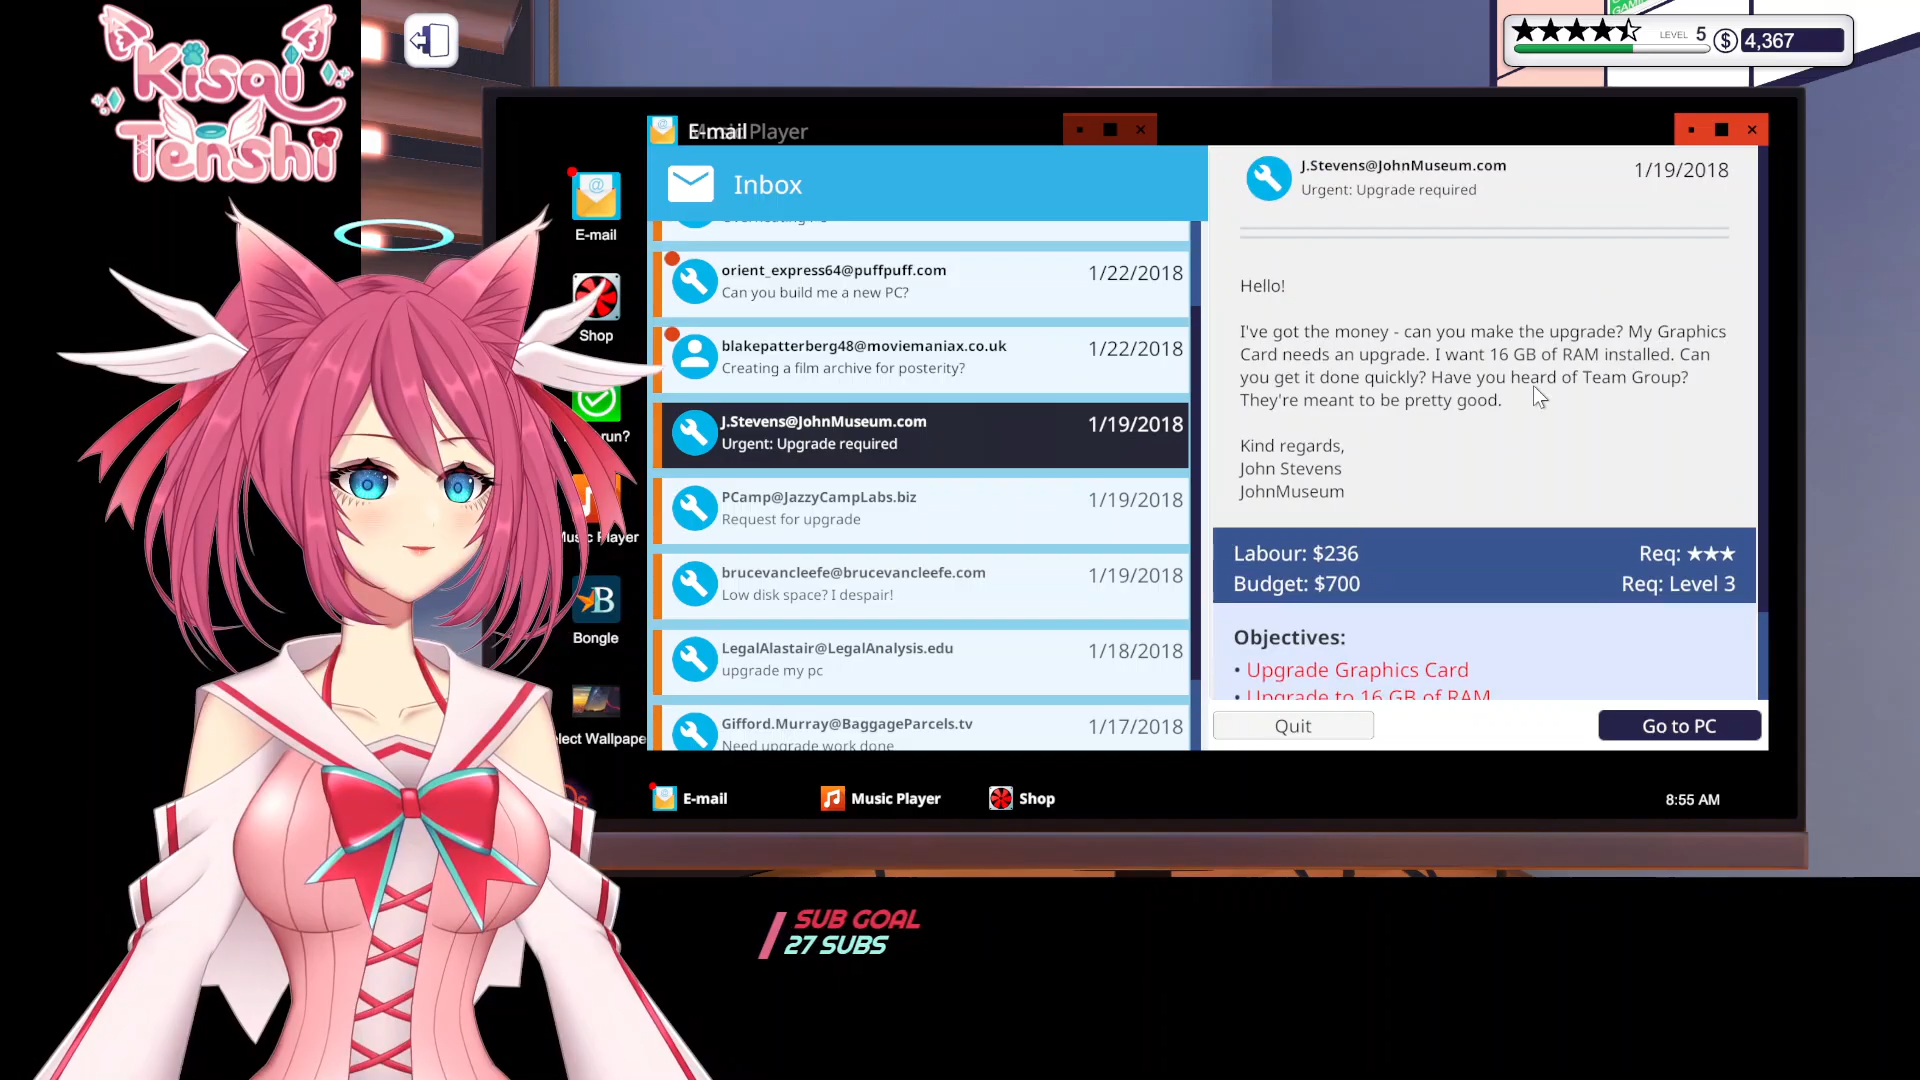 Kisai
Tenshi
LEVEL 5
$ 4,367
E-mail
Player
Inbox
E-mail
Shop
run?
Music Player
Bongle
lect Wallpape
orient_express64@puffpuff.com
1/22/2018
Can you build me a new PC?
blakepatterberg48@moviemaniax.co.uk
1/22/2018
Creating a film archive for posterity?
J.Stevens@JohnMuseum.com
1/19/2018
Urgent: Upgrade required
PCamp@JazzyCampLabs.biz
1/19/2018
Request for upgrade
brucevancleefe@brucevancleefe.com
1/19/2018
Low disk space? I despair!
LegalAlastair@LegalAnalysis.edu
1/18/2018
upgrade my pc
Gifford.Murray@BaggageParcels.tv
1/17/2018
Need upgrade work done
J.Stevens@JohnMuseum.com
1/19/2018
Urgent: Upgrade required
Hello!
I've got the money - can you make the upgrade? My Graphics
Card needs an upgrade. I want 16 GB of RAM installed. Can
you get it done quickly? Have you heard of Team Group?
They're meant to be pretty good.
Kind regards,
John Stevens
JohnMuseum
Labour: $236
Req: ★★★
Budget: $700
Req: Level 3
Objectives:
• Upgrade Graphics Card
• Upgrade to 16 GB of RAM
Quit
Go to PC
E-mail
Music Player
Shop
8:55 AM
SUB GOAL
27 SUBS